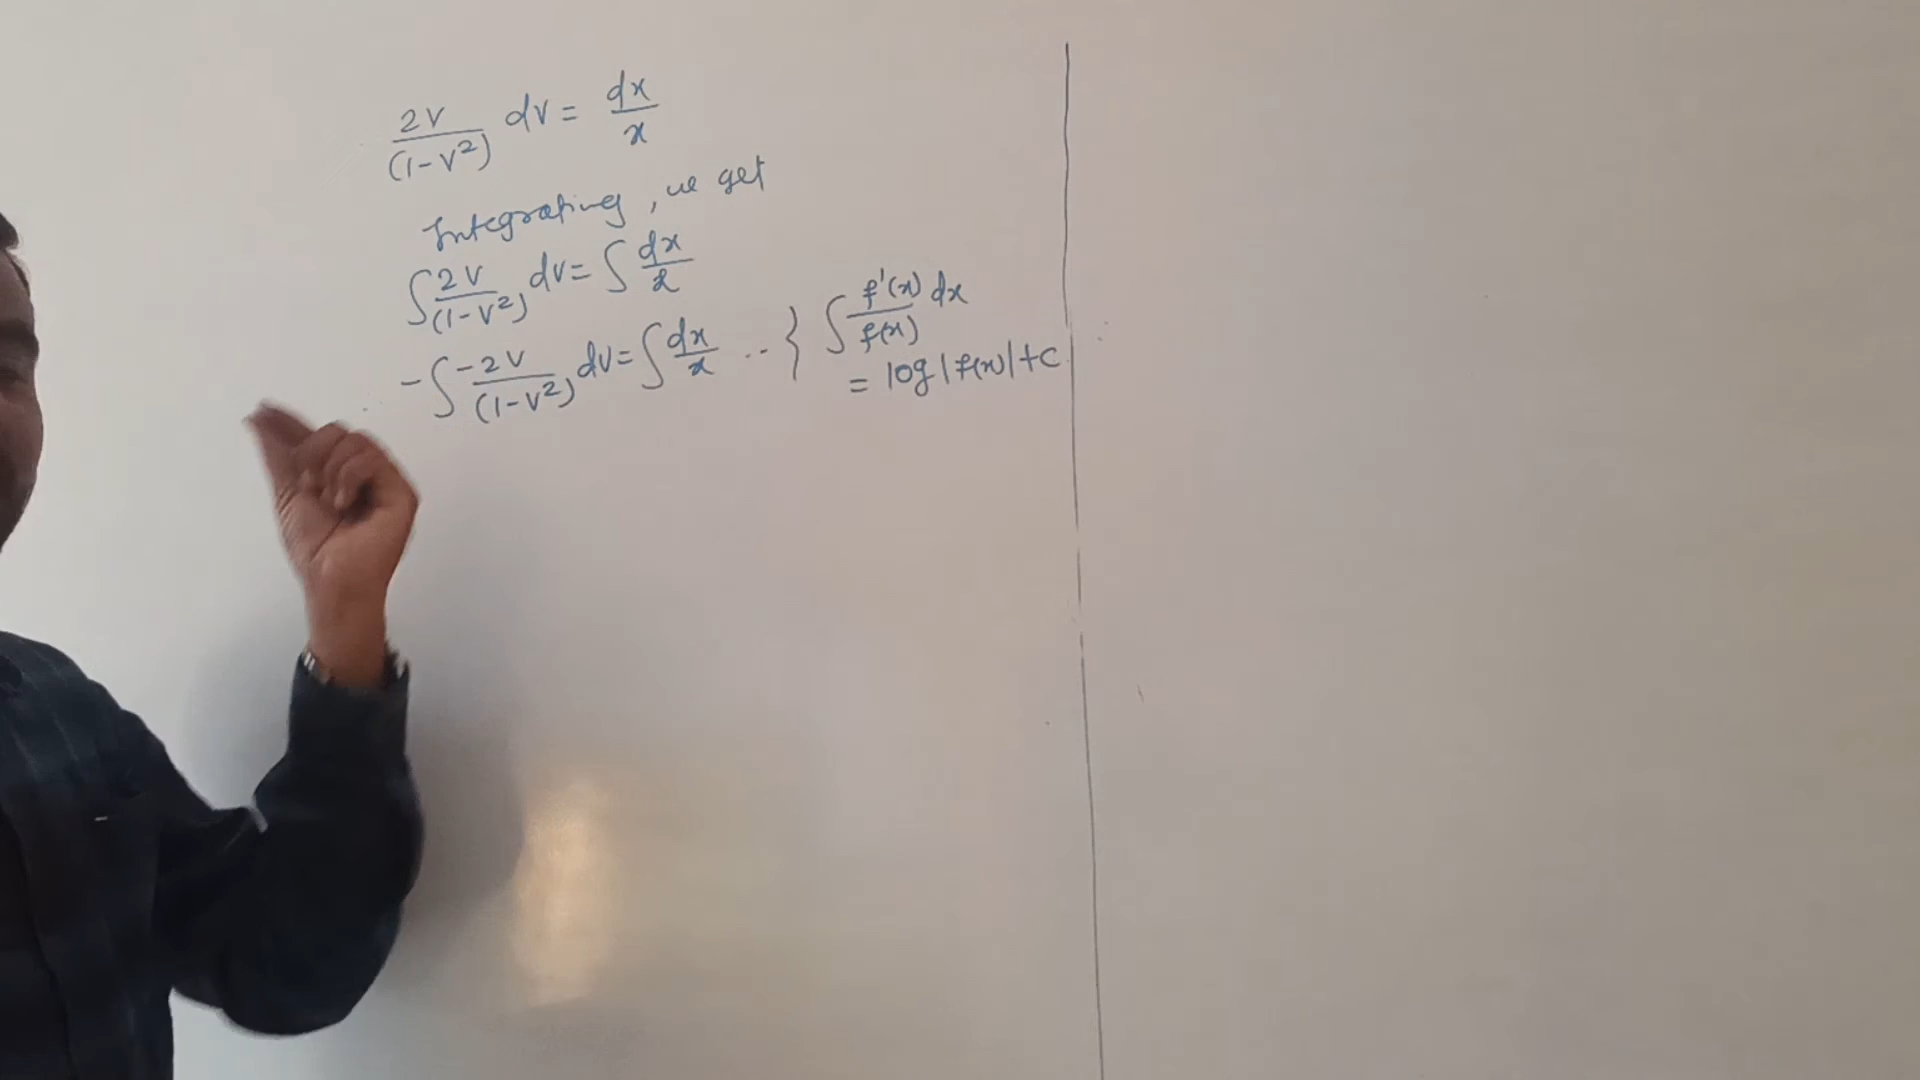 2V/(1-V²) dV = dx/x
Integrating, we get
∫ 2V/(1-V²) dV = ∫ dx/x
-∫ -2V/(1-V²) dV = ∫ dx/x .. } ∫ f'(x)/f(x) dx
= log|f(x)|+c